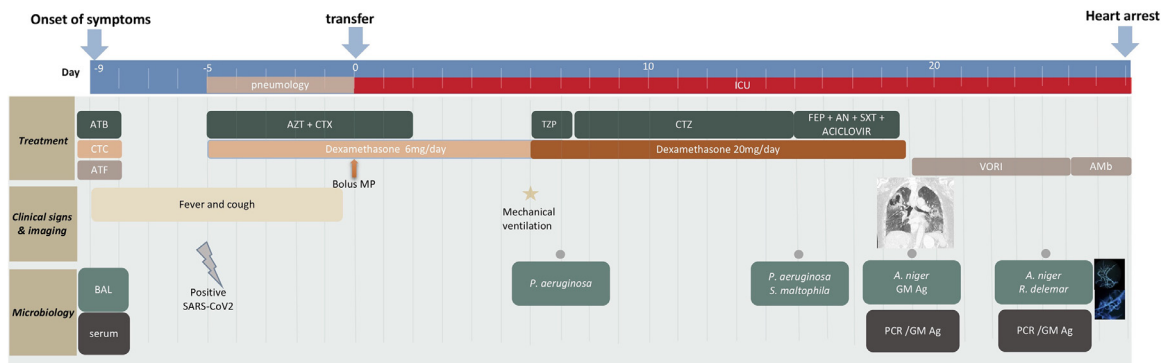 Onset of symptoms
transfer
Heart arrest
Day
-9
-5
0
10
20
pneumology
ICU
Treatment
ATB
AZT + CTX
TZP
CTZ
FEP + AN + SXT +
ACICLOVIR
CTC
Dexamethasone 6mg/day
Dexamethasone 20mg/day
ATF
Bolus MP
VORI
AMb
Clinical signs
& imaging
Fever and cough
Mechanical
ventilation
Positive
SARS-CoV2
Microbiology
BAL
P. aeruginosa
P. aeruginosa
S. maltophila
A. niger
GM Ag
A. niger
R. delemar
serum
PCR /GM Ag
PCR /GM Ag